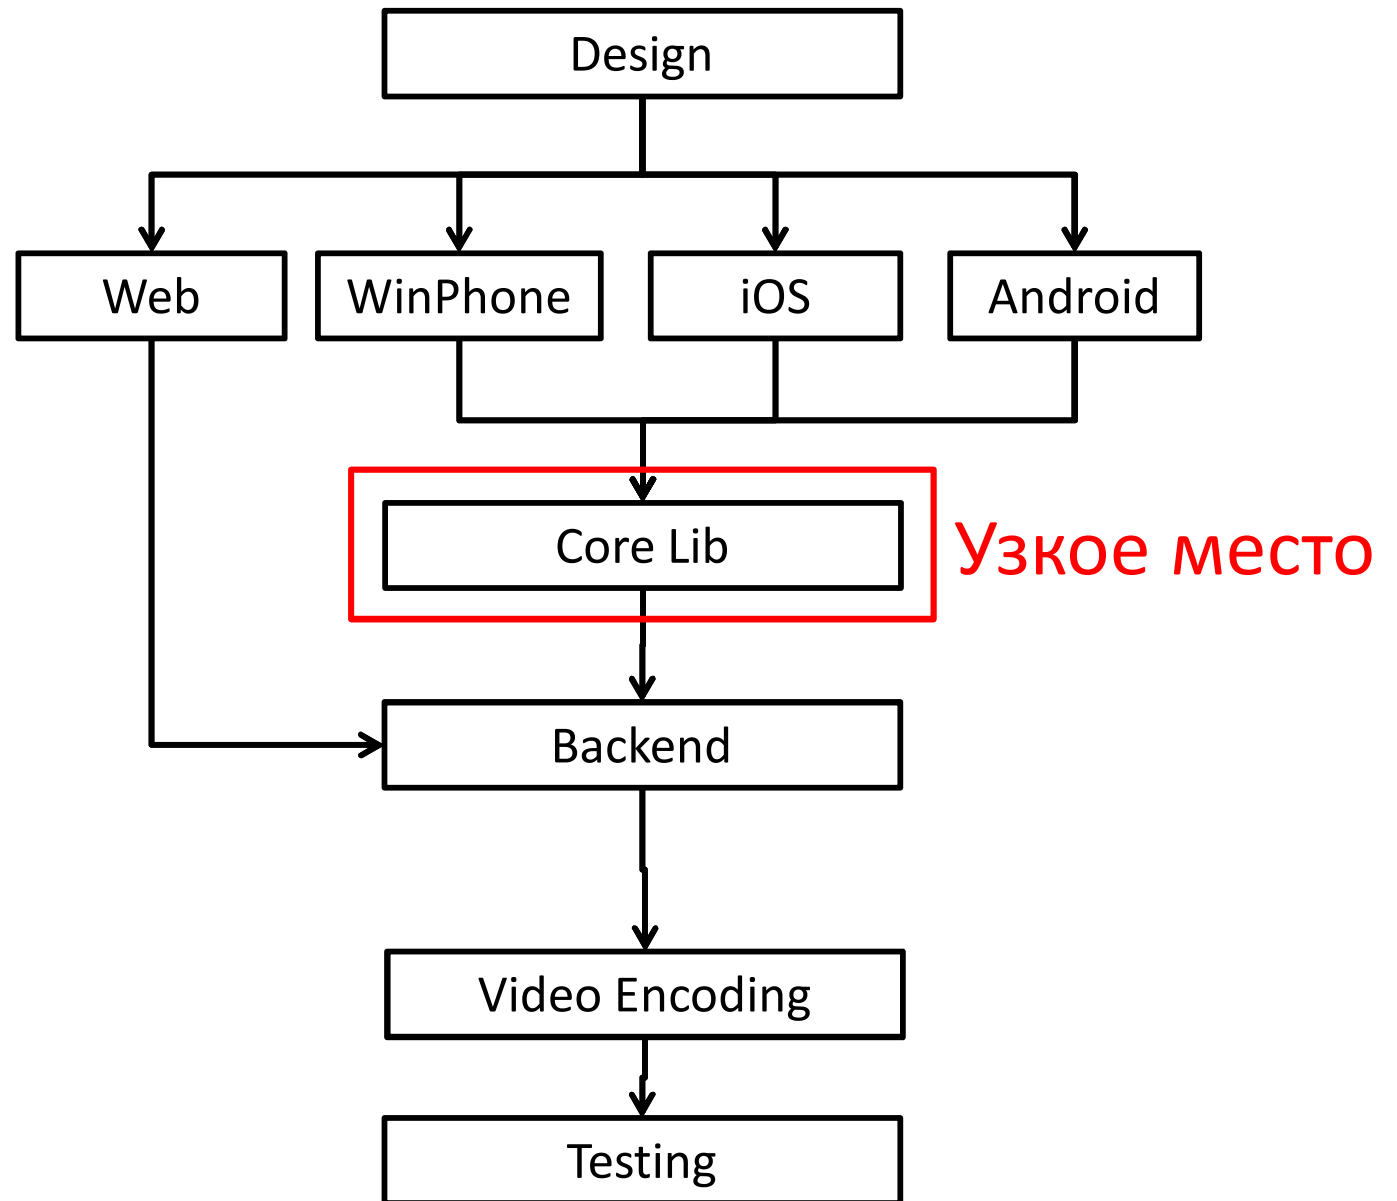 Design
Web
WinPhone
iOS
Android
Core Lib
Узкое место
Backend
Video Encoding
Testing